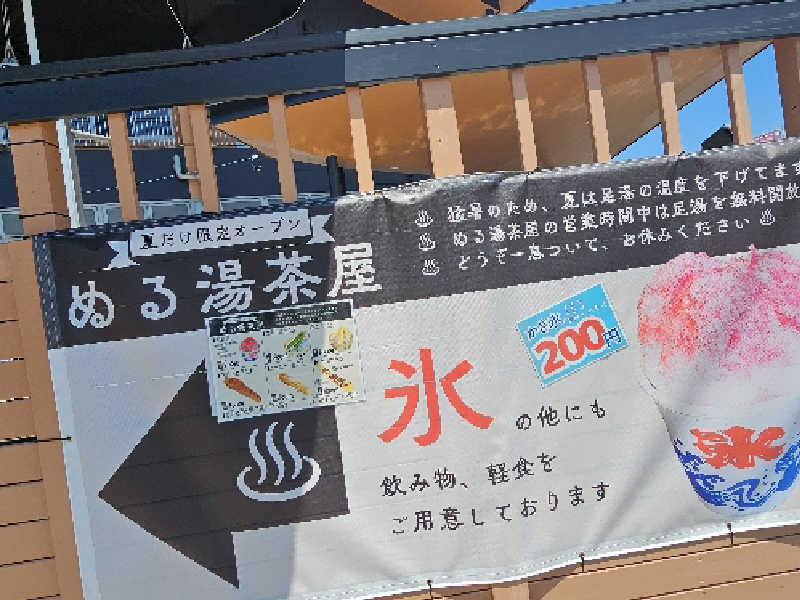 夏だけ限定オープン
ぬる湯茶屋
猛暑のため、夏は足湯の温度を下げてます
ぬる湯茶屋の営業時間中は足湯を無料開放
どうぞ一息ついて、お休みください
かき氷
200円
氷の他にも
飲み物、軽食を
ご用意しております
氷